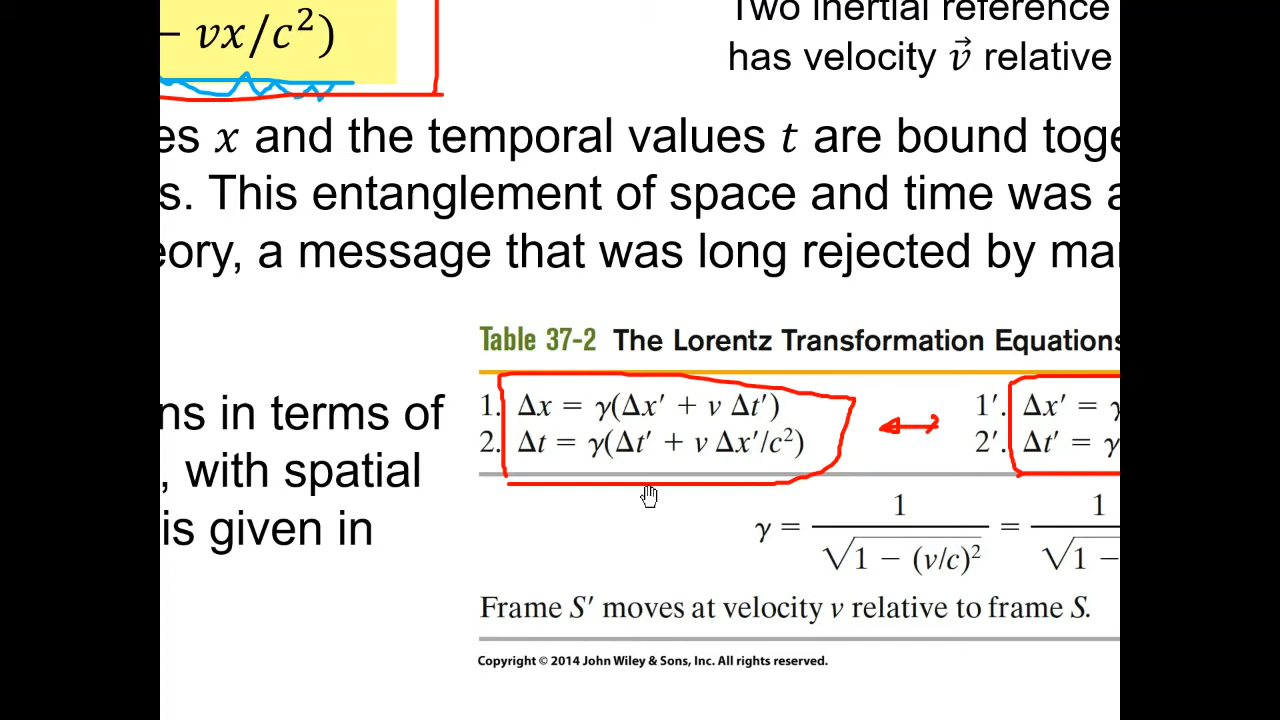 − vx/c²)
Two inertial reference
has velocity v⃗ relative
es x and the temporal values t are bound toge
s. This entanglement of space and time was a
eory, a message that was long rejected by ma
Table 37-2 The Lorentz Transformation Equations
1. Δx = γ(Δx′ + v Δt′)
1′. Δx′ = γ
2. Δt = γ(Δt′ + v Δx′/c²)
2′. Δt′ = γ
ns in terms of
, with spatial
is given in
γ = 1/√1 − (v/c)² = 1/√1 −
Frame S′ moves at velocity v relative to frame S.
Copyright © 2014 John Wiley & Sons, Inc. All rights reserved.